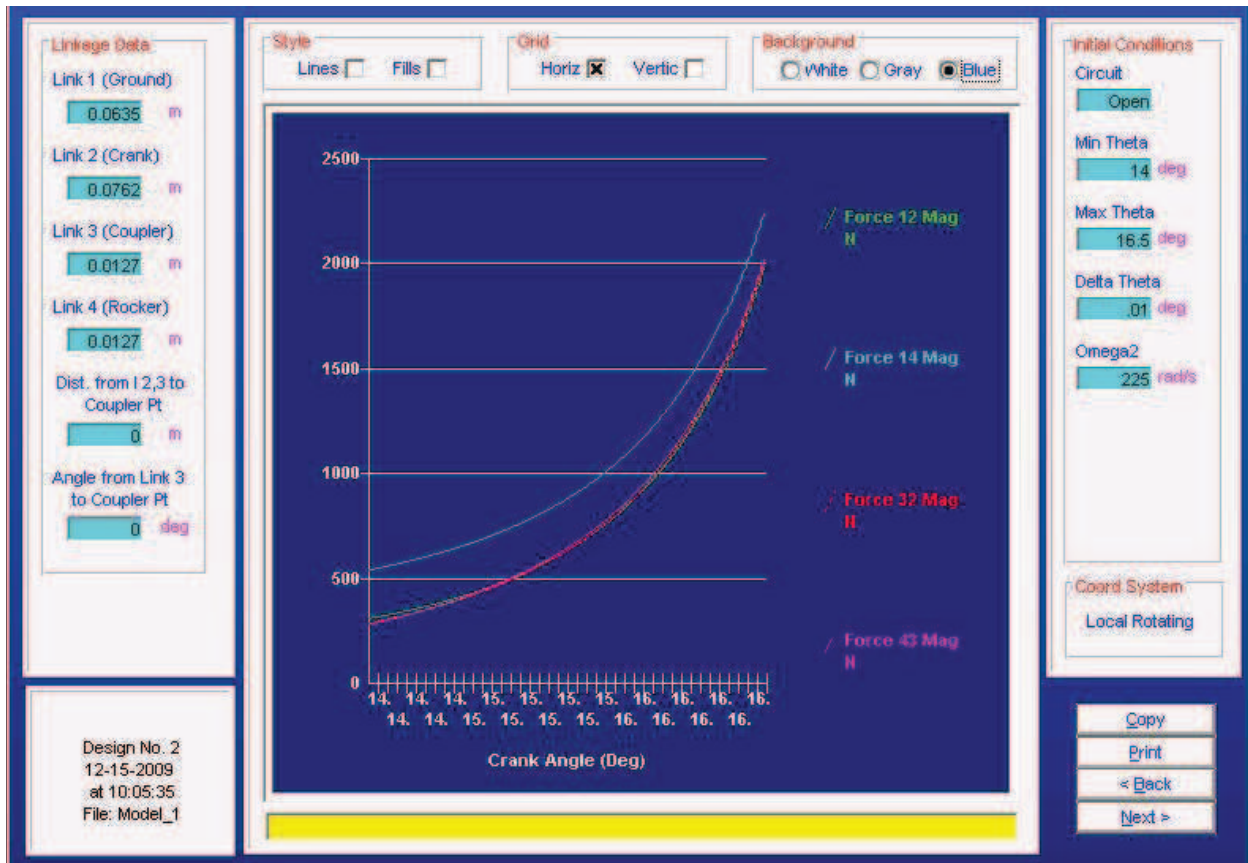 Linkage Data
Link 1 (Ground)
0.0635 m
Link 2 (Crank)
0.0762 m
Link 3 (Coupler)
0.0127 m
Link 4 (Rocker)
0.0127 m
Dist. from I 2,3 to
Coupler Pt
0 m
Angle from Link 3
to Coupler Pt
0 deg
Design No. 2
12-15-2009
at 10:05:35
File: Model_1
Style
Lines Fills
Grid
Horiz Vertic
Background
White Gray Blue
2500
2000
1500
1000
500
0
14. 14. 15. 15. 15. 16. 16. 16.
14. 14. 15. 15. 15. 16. 16.
14. 14. 15. 15. 15. 16. 16.
Crank Angle (Deg)
Force 12 Mag
N
Force 14 Mag
N
Force 32 Mag
N
Force 43 Mag
N
Initial Conditions
Circuit
Open
Min Theta
14 deg
Max Theta
16.5 deg
Delta Theta
.01 deg
Omega2
225 rad/s
Coord System
Local Rotating
Copy
Print
< Back
Next >